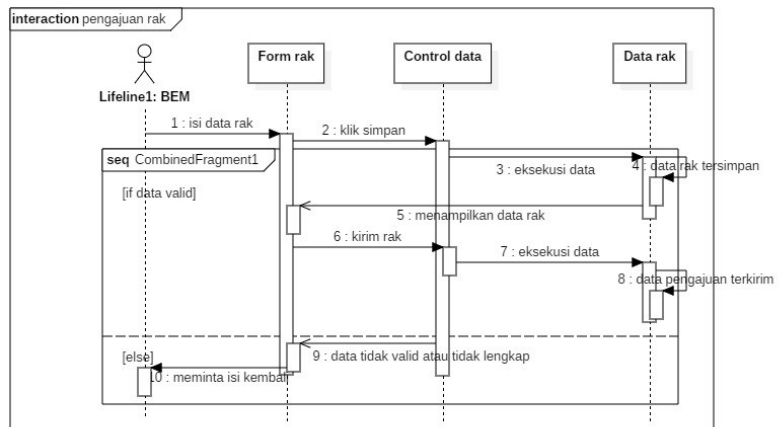 interaction pengajuan rak
Form rak
Control data
Data rak
Lifeline1: BEM
1 : isi data rak
2 : klik simpan
seq CombinedFragment1
3 : eksekusi data
4 : data rak tersimpan
[if data valid]
5 : menampilkan data rak
6 : kirim rak
7 : eksekusi data
8 : data pengajuan terkirim
[else]
9 : data tidak valid atau tidak lengkap
10 : meminta isi kembali